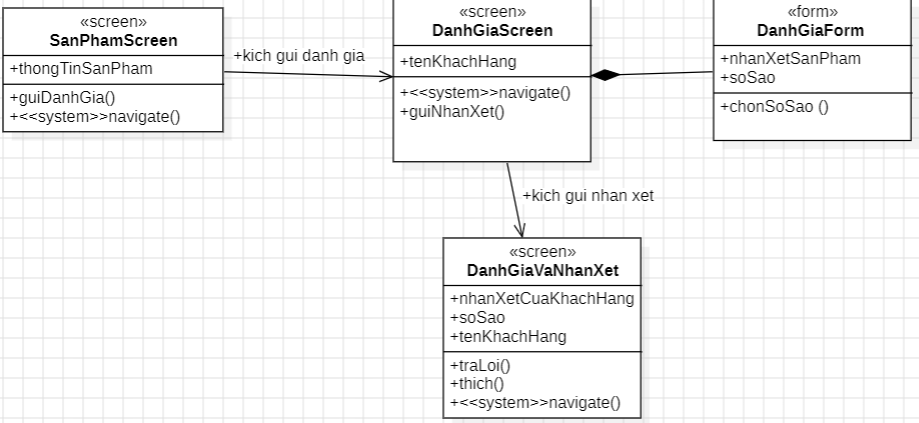 «screen»
SanPhamScreen
+thongTinSanPham
+guiDanhGia()
+<<system>>navigate()
+kich gui danh gia
«screen»
DanhGiaScreen
+tenKhachHang
+<<system>>navigate()
+guiNhanXet()
«form»
DanhGiaForm
+nhanXetSanPham
+soSao
+chonSoSao ()
+kich gui nhan xet
«screen»
DanhGiaVaNhanXet
+nhanXetCuaKhachHang
+soSao
+tenKhachHang
+traLoi()
+thich()
+<<system>>navigate()